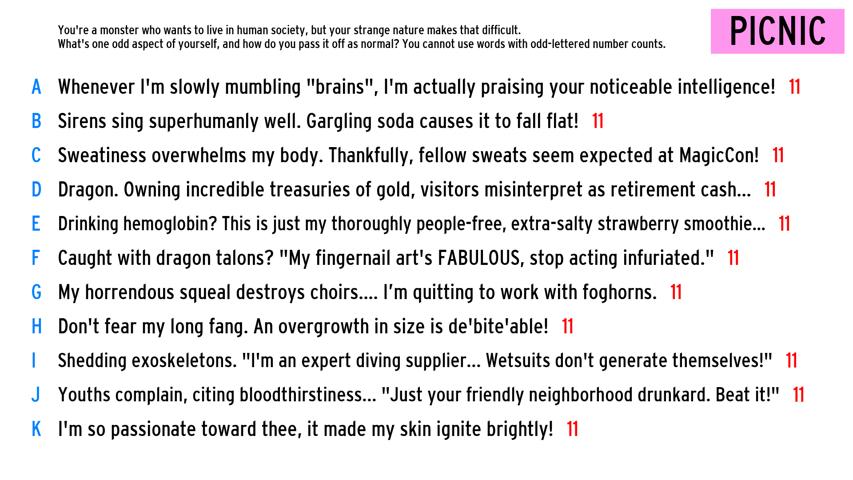 You're a monster who wants to live in human society, but your strange nature makes that difficult.
What's one odd aspect of yourself, and how do you pass it off as normal? You cannot use words with odd-lettered number counts.
PICNIC
A Whenever I'm slowly mumbling "brains", I'm actually praising your noticeable intelligence! 11
B Sirens sing superhumanly well. Gargling soda causes it to fall flat! 11
C Sweatiness overwhelms my body. Thankfully, fellow sweats seem expected at MagicCon! 11
D Dragon. Owning incredible treasuries of gold, visitors misinterpret as retirement cash... 11
E Drinking hemoglobin? This is just my thoroughly people-free, extra-salty strawberry smoothie... 11
F Caught with dragon talons? "My fingernail art's FABULOUS, stop acting infuriated." 11
G My horrendous squeal destroys choirs.... I'm quitting to work with foghorns. 11
H Don't fear my long fang. An overgrowth in size is de'bite'able! 11
I Shedding exoskeletons. "I'm an expert diving supplier... Wetsuits don't generate themselves!" 11
J Youths complain, citing bloodthirstiness... "Just your friendly neighborhood drunkard. Beat it!" 11
K I'm so passionate toward thee, it made my skin ignite brightly! 11